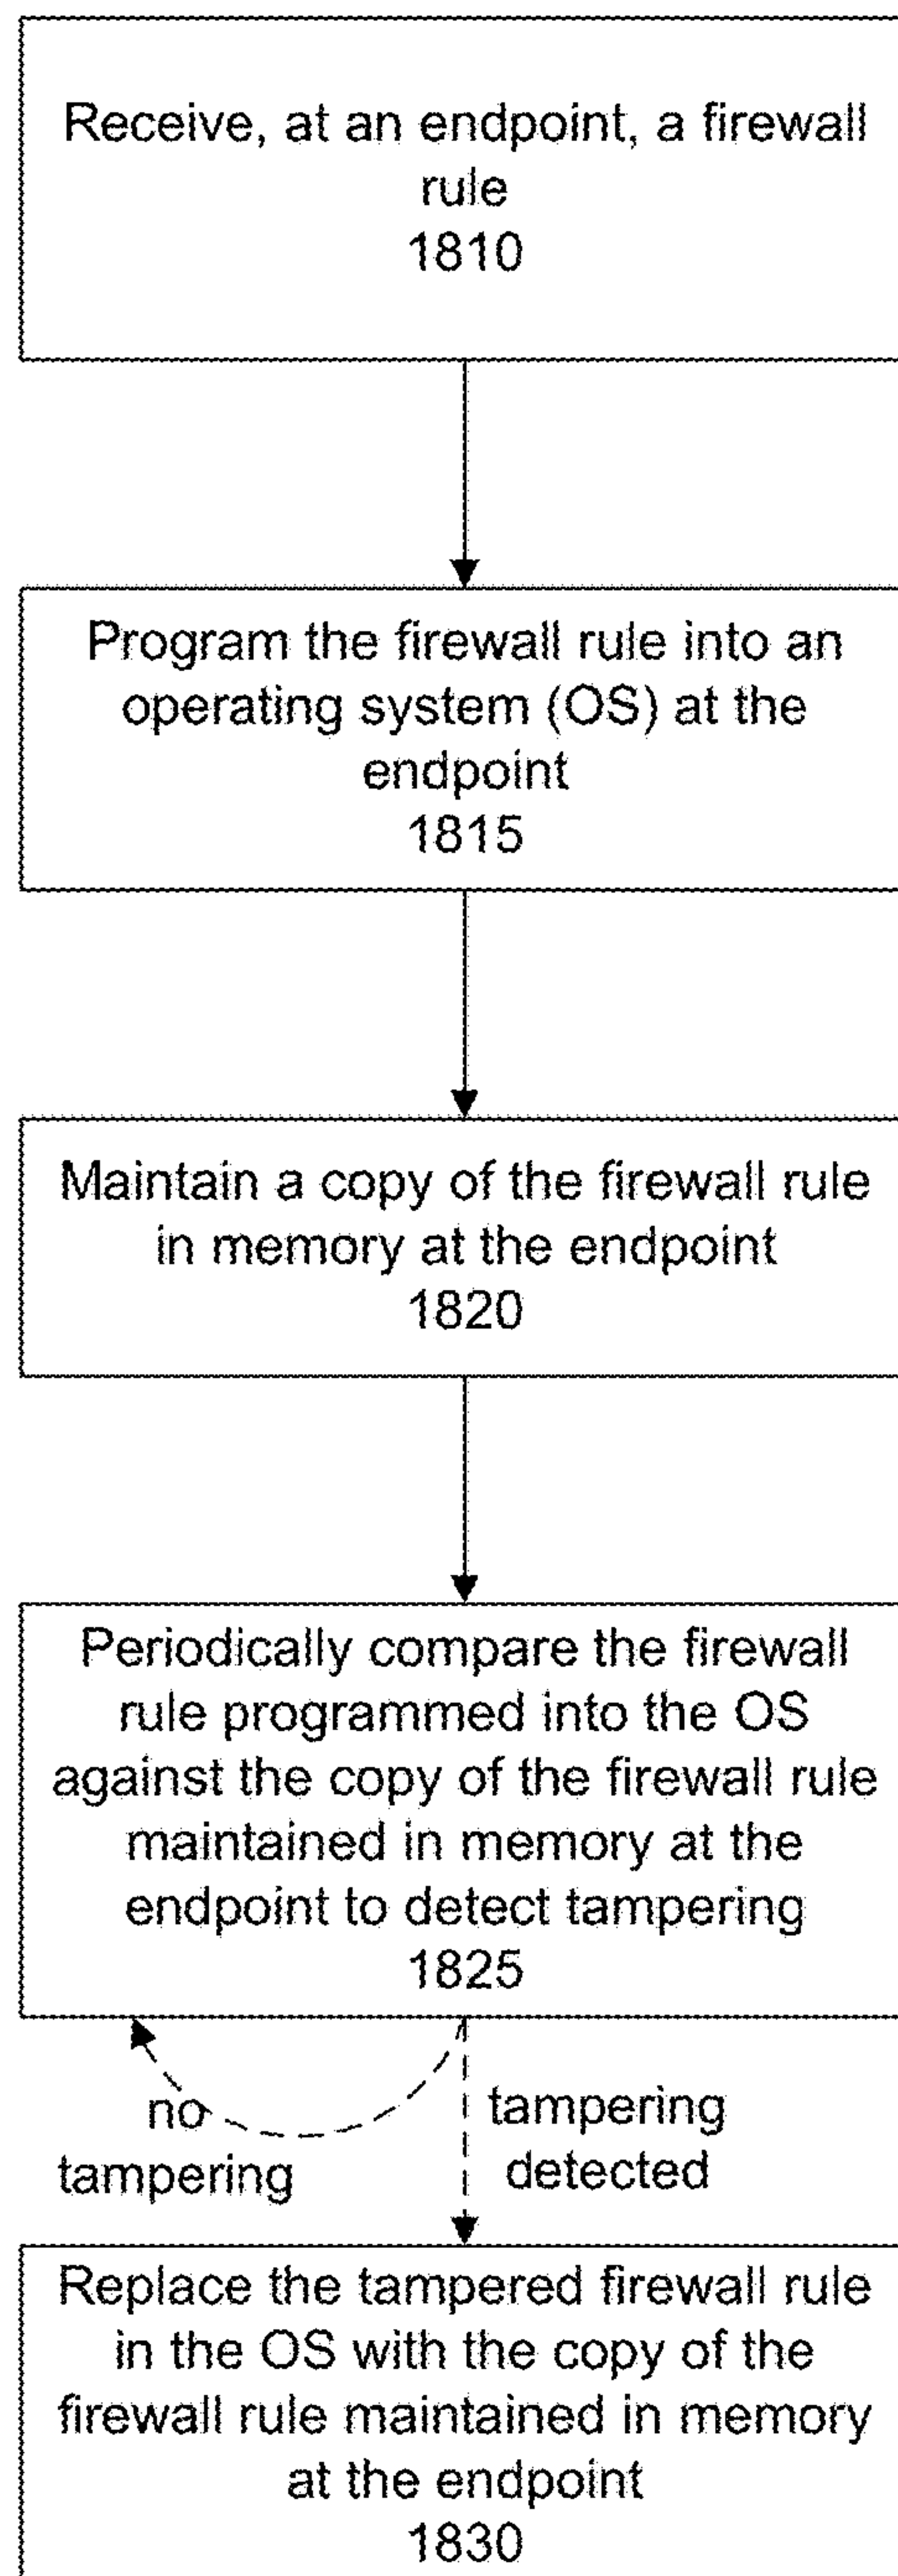 Receive, at an endpoint, a firewall
rule
1810
Program the firewall rule into an
operating system (OS) at the
endpoint
1815
Maintain a copy of the firewall rule
in memory at the endpoint
1820
Periodically compare the firewall
rule programmed into the OS
against the copy of the firewall rule
maintained in memory at the
endpoint to detect tampering
1825
no
tampering
tampering
detected
Replace the tampered firewall rule
in the OS with the copy of the
firewall rule maintained in memory
at the endpoint
1830